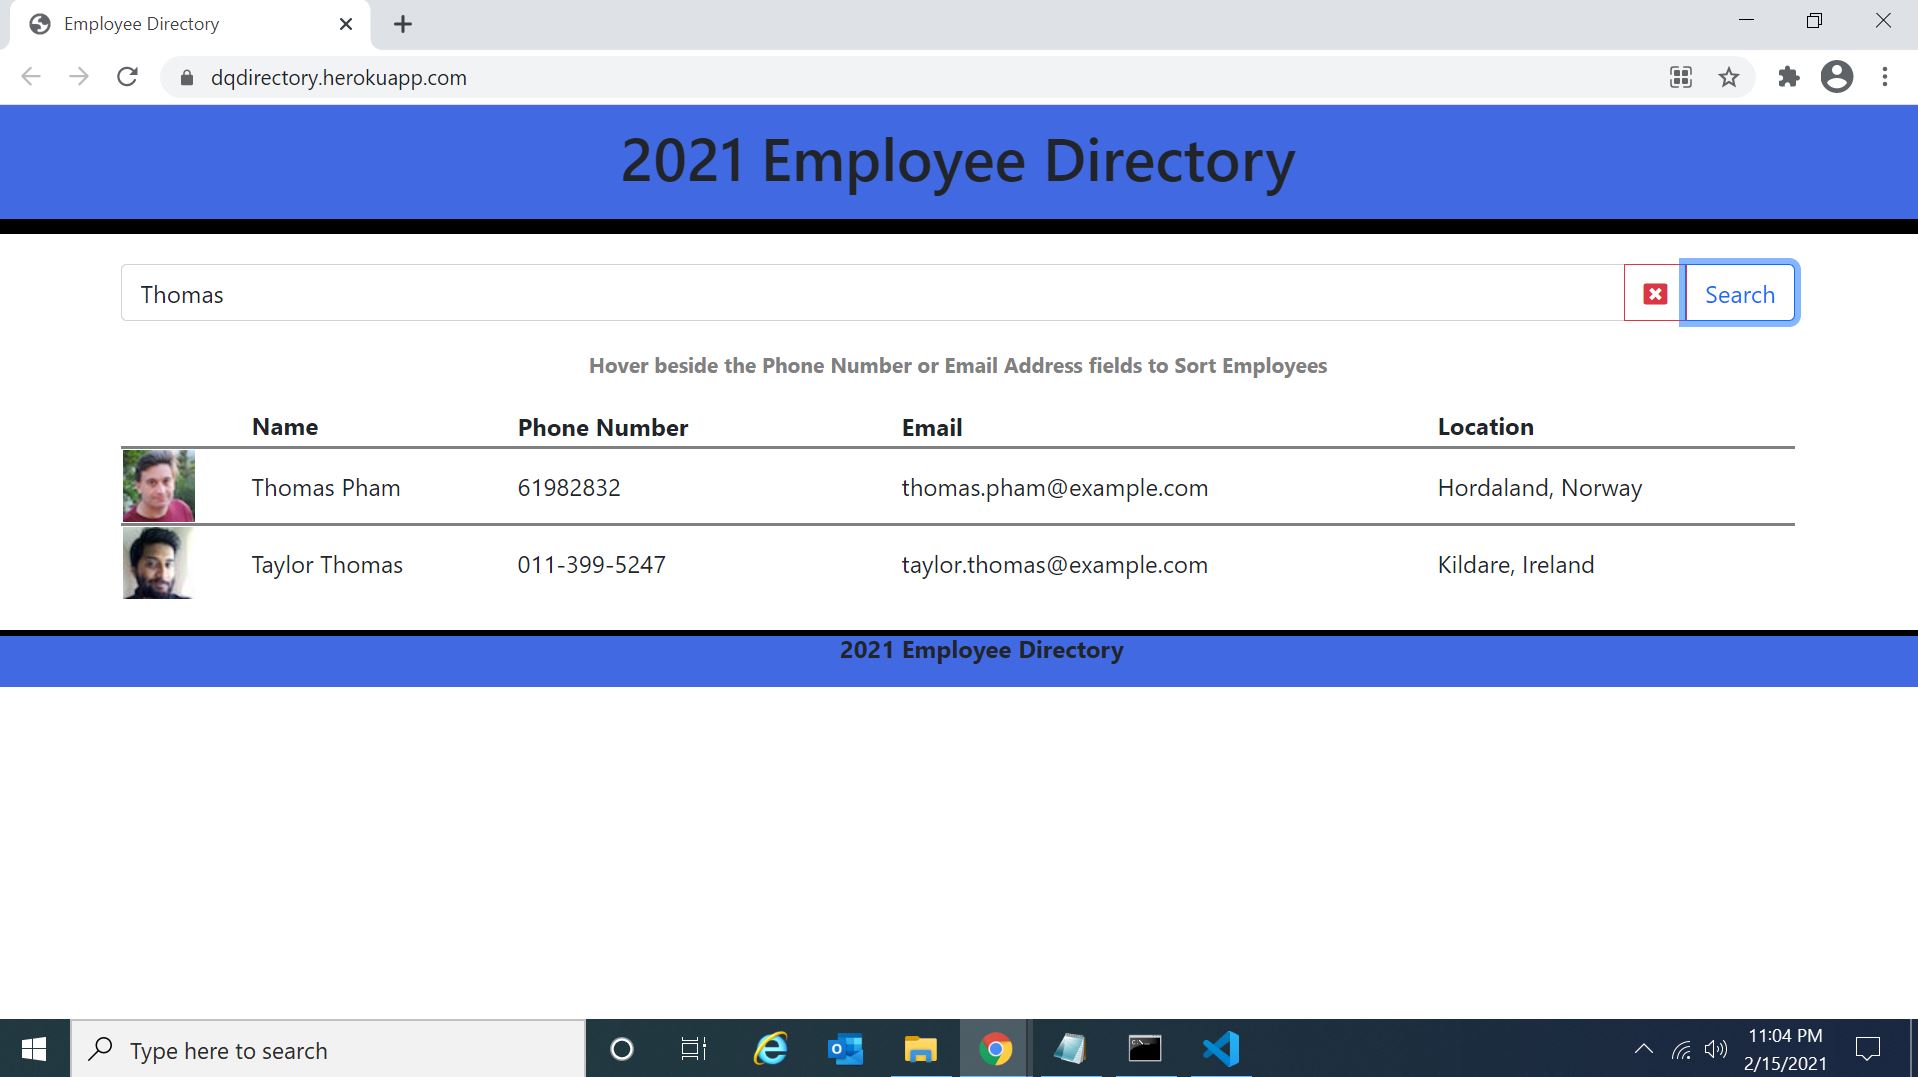 Employee Directory
dqdirectory.herokuapp.com
2021 Employee Directory
Thomas
Search
Hover beside the Phone Number or Email Address fields to Sort Employees
Name Phone Number Email Location
Thomas Pham 61982832 thomas.pham@example.com Hordaland, Norway
Taylor Thomas 011-399-5247 taylor.thomas@example.com Kildare, Ireland
2021 Employee Directory
Type here to search
11:04 PM
2/15/2021